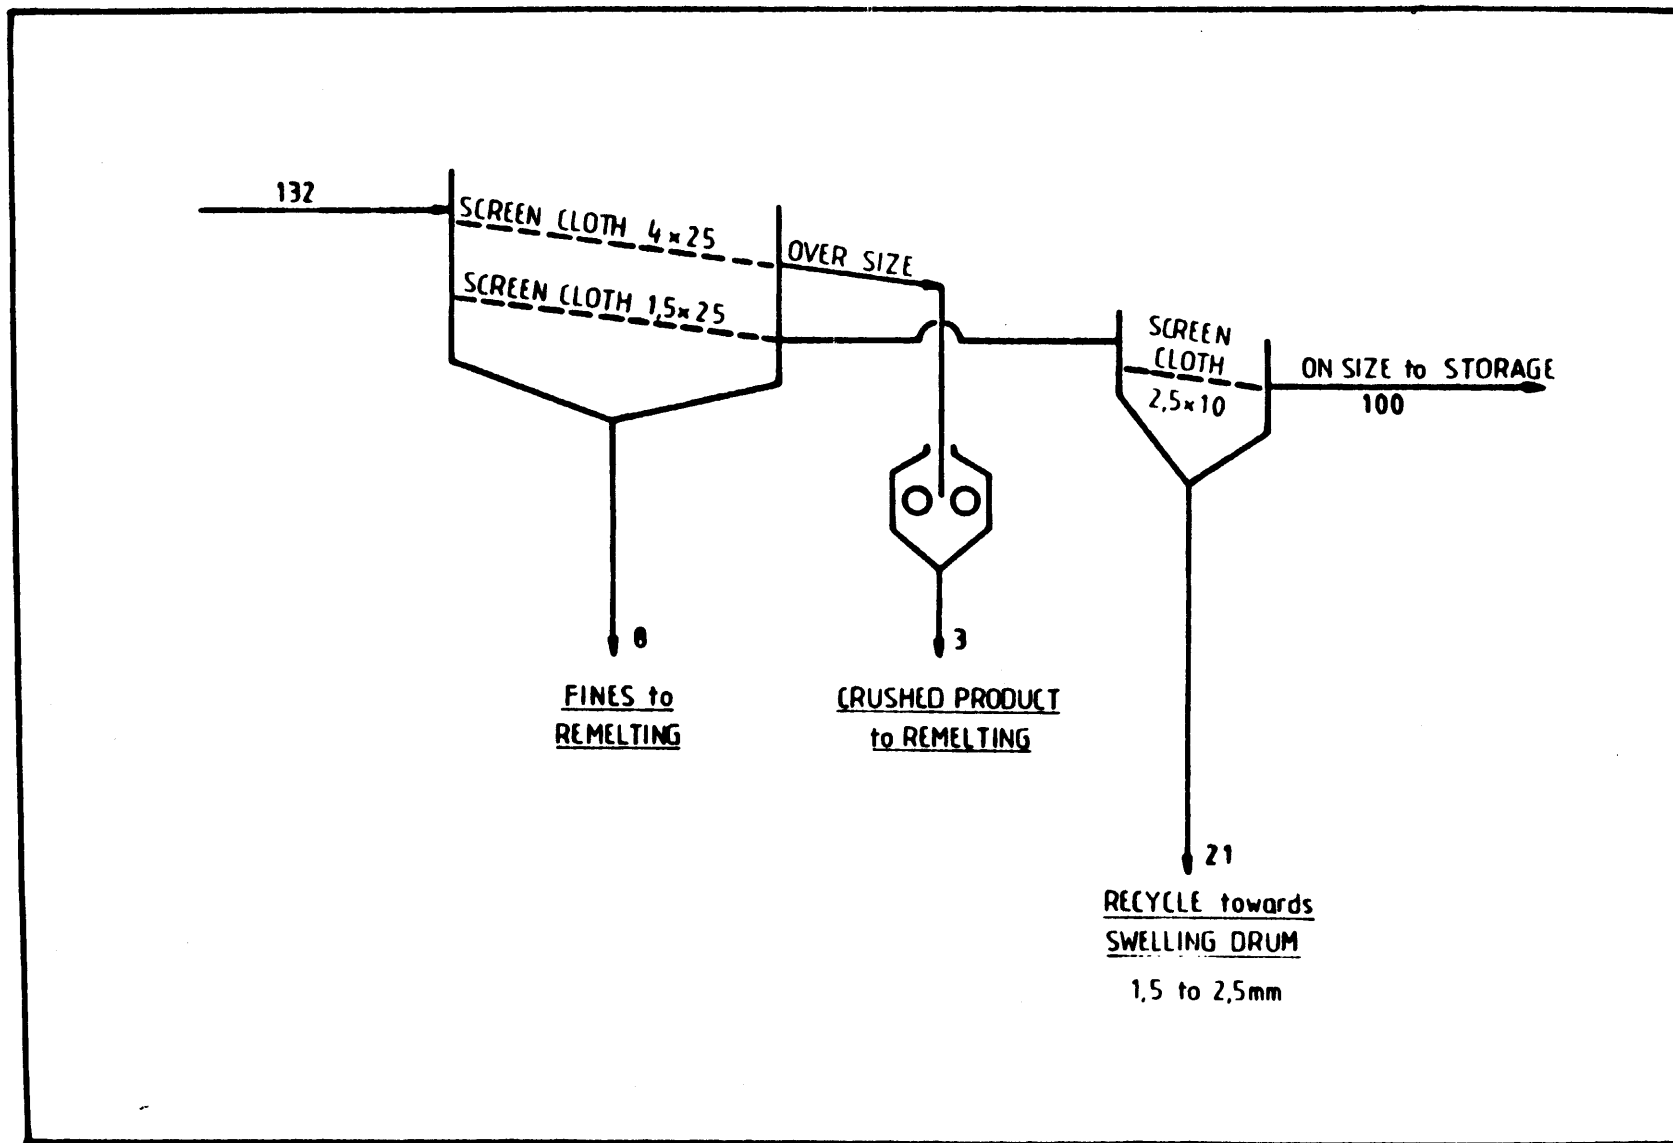 132
SCREEN CLOTH 4×25
OVER SIZE
SCREEN CLOTH 1,5×25
SCREEN
CLOTH
2,5×10
ON SIZE to STORAGE
100
8
3
FINES to
REMELTING
CRUSHED PRODUCT
to REMELTING
21
RECYCLE towards
SWELLING DRUM
1,5 to 2,5mm